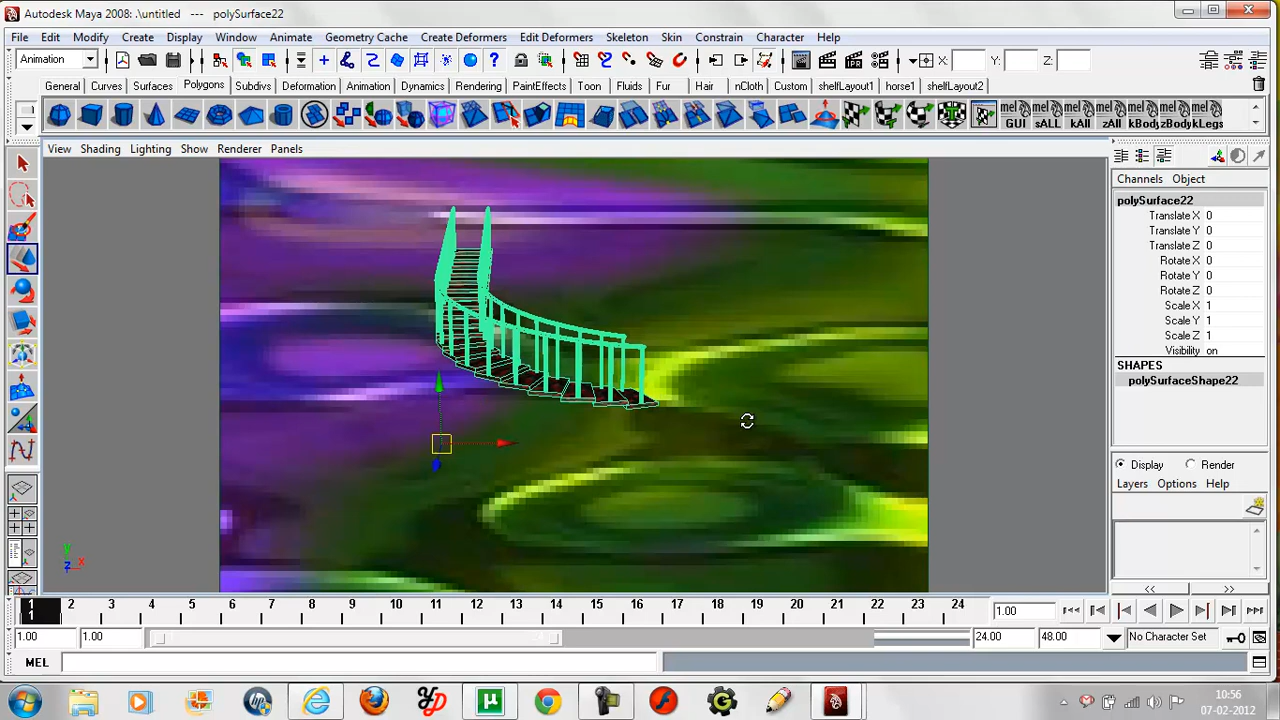 Autodesk Maya 2008: .\untitled --- polySurface22
File Edit Modify Create Display Window Animate Geometry Cache Create Deformers Edit Deformers Skeleton Skin Constrain Character Help
Animation X: Y: Z:
General Curves Surfaces Polygons Subdivs Deformation Animation Dynamics Rendering PaintEffects Toon Fluids Fur Hair nCloth Custom shelfLayout1 horse1 shelfLayout2
mel mel mel mel mel mel mel
GUI sALL kAll zAll kBody zBody kLegs
View Shading Lighting Show Renderer Panels
Channels Object
polySurface22
Translate X 0
Translate Y 0
Translate Z 0
Rotate X 0
Rotate Y 0
Rotate Z 0
Scale X 1
Scale Y 1
Scale Z 1
Visibility on
SHAPES
polySurfaceShape22
Display Render
Layers Options Help
y
z x
<< >>
1 2 3 4 5 6 7 8 9 10 11 12 13 14 15 16 17 18 19 20 21 22 23 24
1 1.00
1.00 1.00 24.00 48.00 No Character Set
MEL
10:56
07-02-2012